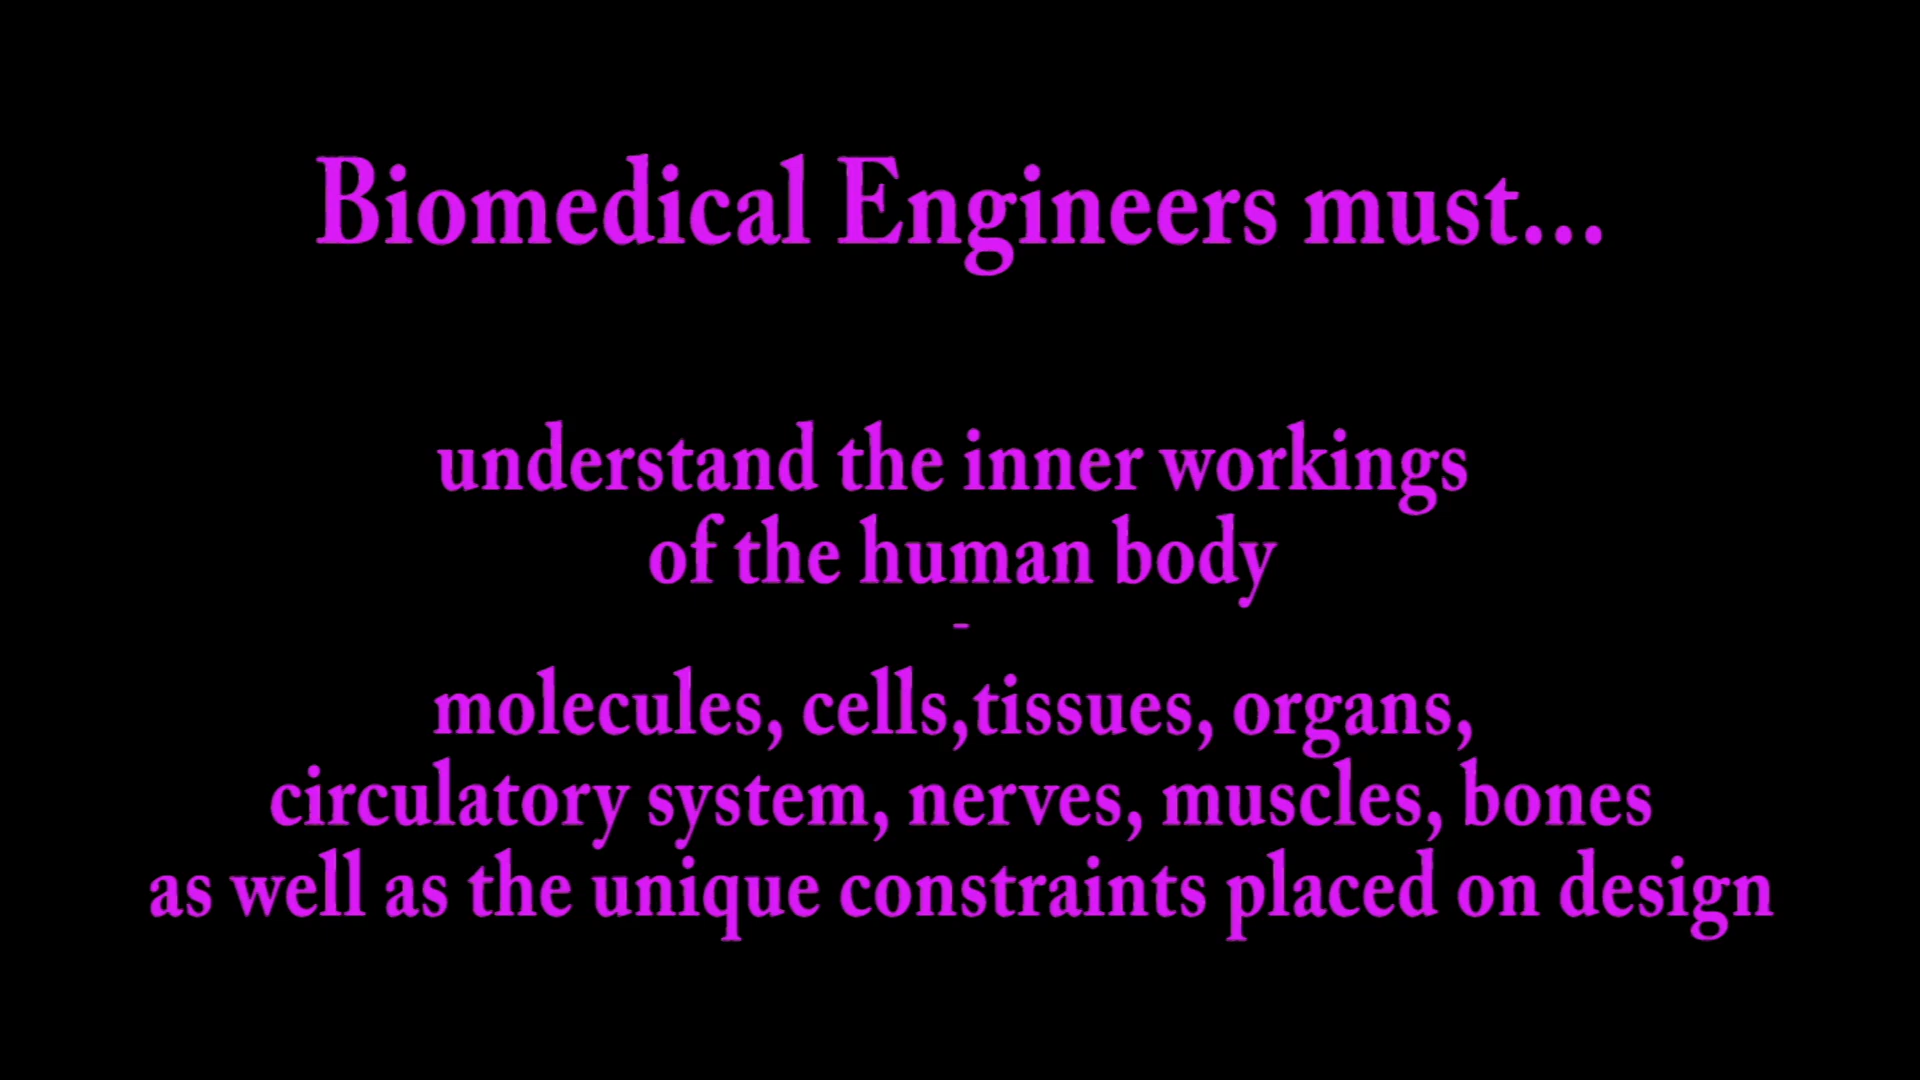 Biomedical Engineers must...
understand the inner workings
of the human body
-
molecules, cells,tissues, organs,
circulatory system, nerves, muscles, bones
as well as the unique constraints placed on design